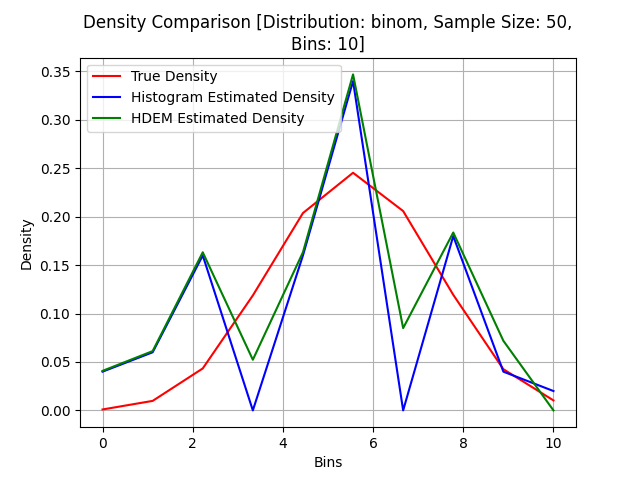 Density Comparison [Distribution: binom, Sample Size: 50,
Bins: 10]
True Density
Histogram Estimated Density
HDEM Estimated Density
Density
0.35
0.30
0.25
0.20
0.15
0.10
0.05
0.00
0 2 4 6 8 10
Bins